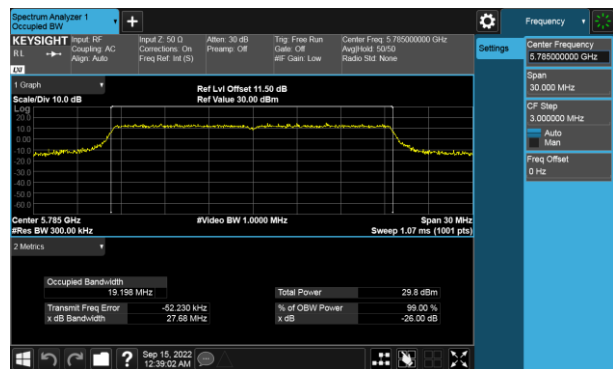 Spectrum Analyzer 1
Occupied BW
Frequency
KEYSIGHT Input: RF
R L Coupling: AC
Align: Auto
Input Z: 50 Ω
Corrections: On
Freq Ref: Int (S)
Atten: 30 dB
Preamp: Off
Trig: Free Run
Gate: Off
#IF Gain: Low
Center Freq: 5.785000000 GHz
Avg|Hold: 50/50
Radio Std: None
Settings
Center Frequency
5.785000000 GHz
Span
30.000 MHz
CF Step
3.000000 MHz
Auto
Man
Freq Offset
0 Hz
1 Graph
Scale/Div 10.0 dB
Ref Lvl Offset 11.50 dB
Ref Value 30.00 dBm
Log
20.0
10.0
0.00
-10.0
-20.0
-30.0
-40.0
-50.0
-60.0
Center 5.785 GHz
#Video BW 1.0000 MHz
Span 30 MHz
#Res BW 300.00 kHz
Sweep 1.07 ms (1001 pts)
2 Metrics
Occupied Bandwidth
19.198 MHz
Total Power 29.8 dBm
Transmit Freq Error -52.230 kHz
% of OBW Power 99.00 %
x dB Bandwidth 27.68 MHz
x dB -26.00 dB
?
Sep 15, 2022
12:39:02 AM